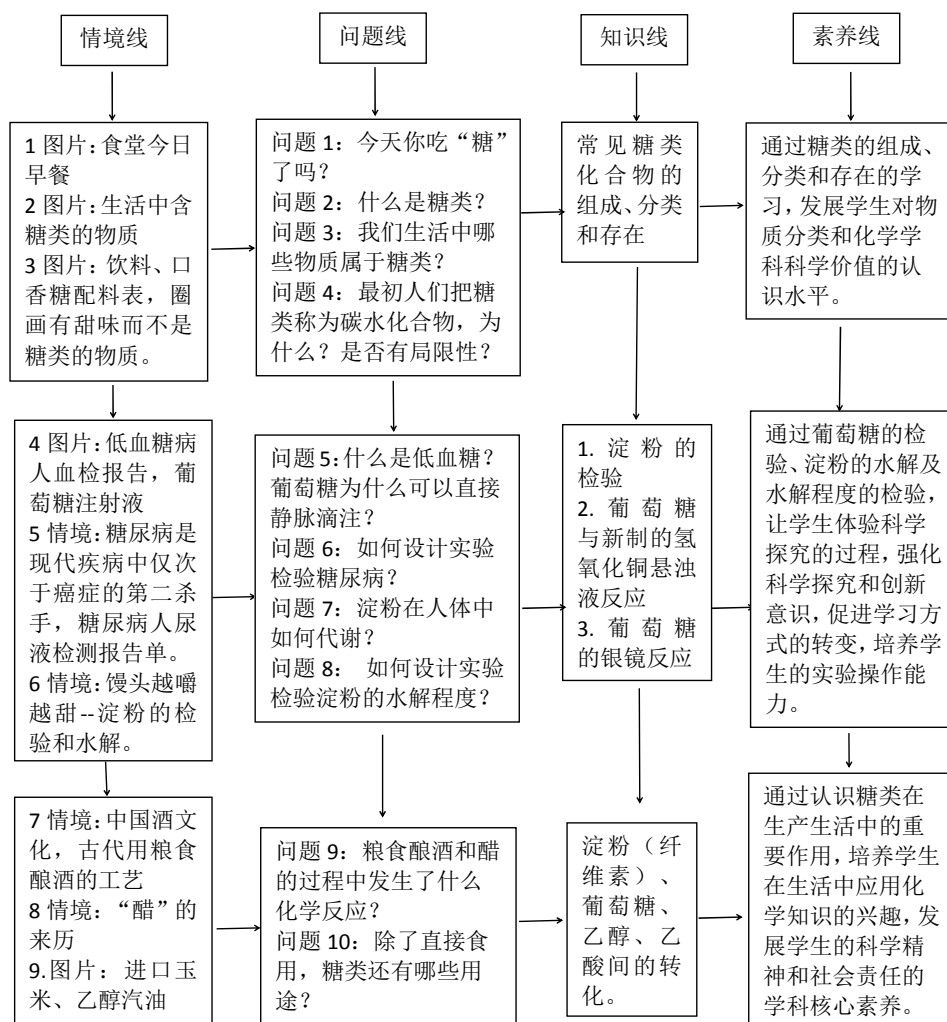 情境线
问题线
知识线
素养线
1 图片：食堂今日
早餐
2 图片：生活中含
糖类的物质
3 图片：饮料、口
香糖配料表，圈
画有甜味而不是
糖类的物质。
问题 1：今天你吃“糖”
了吗？
问题 2：什么是糖类？
问题 3：我们生活中哪
些物质属于糖类？
问题 4：最初人们把糖
类称为碳水化合物，为
什么？是否有局限性？
常见糖类
化合物的
组成、分类
和存在
通过糖类的组成、
分类和存在的学
习，发展学生对物
质分类和化学学
科科学价值的认
识水平。
4 图片：低血糖病
人血检报告，葡
萄糖注射液
5 情境：糖尿病是
现代疾病中仅次
于癌症的第二杀
手，糖尿病人尿
液检测报告单。
6 情境：馒头越嚼
越甜--淀粉的检
验和水解。
问题 5：什么是低血糖？
葡萄糖为什么可以直接
静脉滴注？
问题 6：如何设计实验
检验糖尿病？
问题 7：淀粉在人体中
如何代谢？
问题 8： 如何设计实验
检验淀粉的水解程度？
1. 淀粉的
检验
2. 葡萄糖
与新制的氢
氧化铜悬浊
液反应
3. 葡萄糖
的银镜反应
通过葡萄糖的检
验、淀粉的水解及
水解程度的检验，
让学生体验科学
探究的过程，强化
科学探究和创新
意识，促进学习方
式的转变，培养学
生的实验操作能
力。
7 情境：中国酒文
化，古代用粮食
酿酒的工艺
8 情境：“醋”的
来历
9.图片：进口玉
米、乙醇汽油
问题 9：粮食酿酒和醋
的过程中发生了什么
化学反应？
问题 10：除了直接食
用，糖类还有哪些用
途？
淀粉（纤
维素）、
葡萄糖、
乙醇、乙
酸间的转
化。
通过认识糖类在
生产生活中的重
要作用，培养学生
在生活中应用化
学知识的兴趣，发
展学生的科学精
神和社会责任的
学科核心素养。